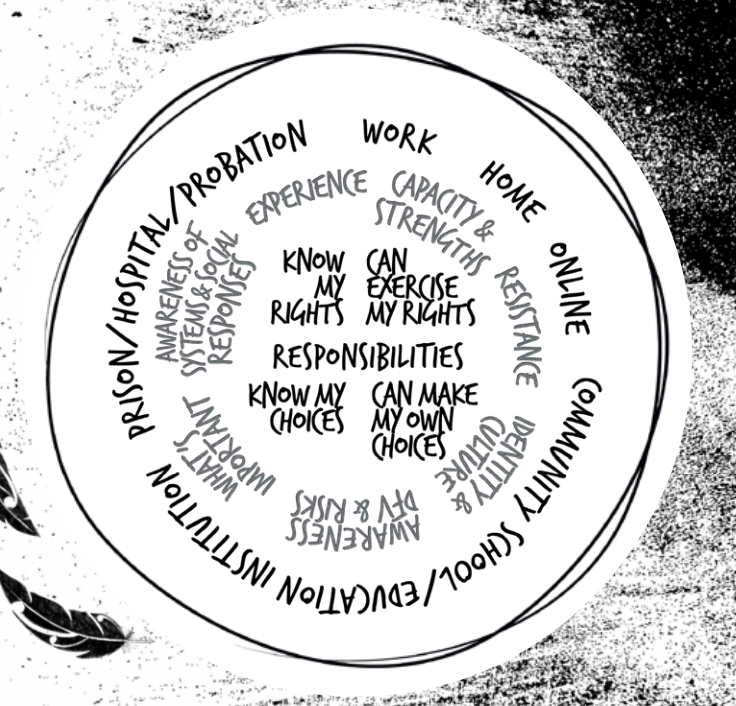 PRISON/HOSPITAL/PROBATION
WORK
HOME
ONLINE
COMMUNITY
SCHOOL/EDUCATION INSTITUTION
EXPERIENCE
CAPACITY &
STRENGTHS
RESISTANCE
IDENTITY &
CULTURE
AWARENESS
DFV & RISKS
WHAT'S
IMPORTANT
AWARENESS OF
SYSTEMS & SOCIAL
RESPONSES
KNOW
MY
RIGHTS
CAN
EXERCISE
MY RIGHTS
RESPONSIBILITIES
KNOW MY
CHOICES
CAN MAKE
MY OWN
CHOICES